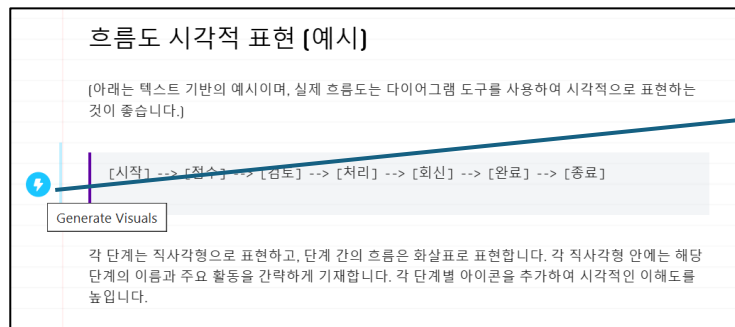 흐름도 시각적 표현 (예시)
(아래는 텍스트 기반의 예시이며, 실제 흐름도는 다이어그램 도구를 사용하여 시각적으로 표현하는
것이 좋습니다.)
[시작] --> [접수] --> [검토] --> [처리] --> [회신] --> [완료] --> [종료]
Generate Visuals
각 단계는 직사각형으로 표현하고, 단계 간의 흐름은 화살표로 표현합니다. 각 직사각형 안에는 해당
단계의 이름과 주요 활동을 간략하게 기재합니다. 각 단계별 아이콘을 추가하여 시각적인 이해도를
높입니다.